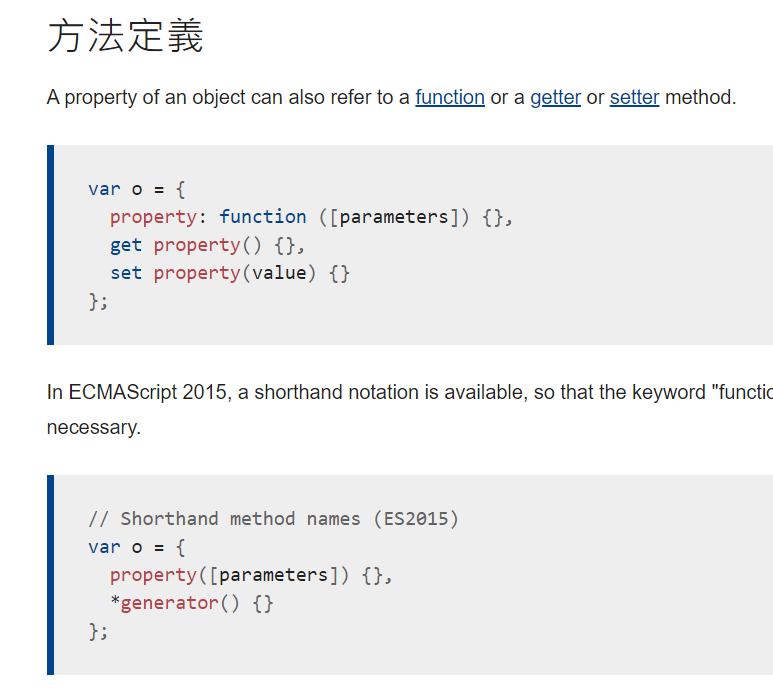 方法定義
A property of an object can also refer to a function or a getter or setter method.
var o = {
  property: function ([parameters]) {},
  get property() {},
  set property(value) {}
};
In ECMAScript 2015, a shorthand notation is available, so that the keyword "functio
necessary.
// Shorthand method names (ES2015)
var o = {
  property([parameters]) {},
  *generator() {}
};